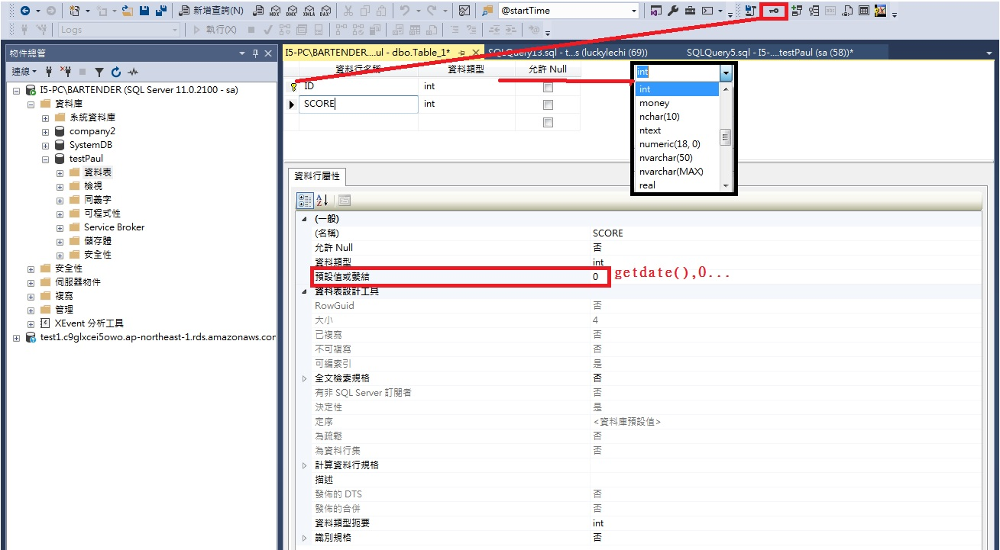 新增查詢(N)
MDX
DMX
XMLA
DAX
@startTime
Logs
執行(X)
物件總管
連線
I5-PC\BARTENDER (SQL Server 11.0.2100 - sa)
資料庫
系統資料庫
company2
SystemDB
testPaul
資料表
檢視
同義字
可程式性
Service Broker
儲存體
安全性
安全性
伺服器物件
複寫
管理
XEvent 分析工具
test1.c9glxcei5owo.ap-northeast-1.rds.amazonaws.com
I5-PC\BARTENDER....ul - dbo.Table_1*
SQLQuery13.sql - t...s (luckylechi (69))
SQLQuery5.sql - I5-....testPaul (sa (58))*
資料行名稱 資料類型 允許 Null
ID int
SCORE int
int
int
money
nchar(10)
ntext
numeric(18, 0)
nvarchar(50)
nvarchar(MAX)
real
資料行屬性
(一般)
(名稱) SCORE
允許 Null 否
資料類型 int
預設值或繫結 0 getdate(),0...
資料表設計工具
RowGuid 否
大小 4
已複寫 否
不可複寫 否
可編索引 是
全文檢索規格 否
有非 SQL Server 訂閱者 否
決定性 是
定序 <資料庫預設值>
為疏鬆 否
為資料行集 否
計算資料行規格
描述
發佈的 DTS 否
發佈的合併 否
資料類型扼要 int
識別規格 否